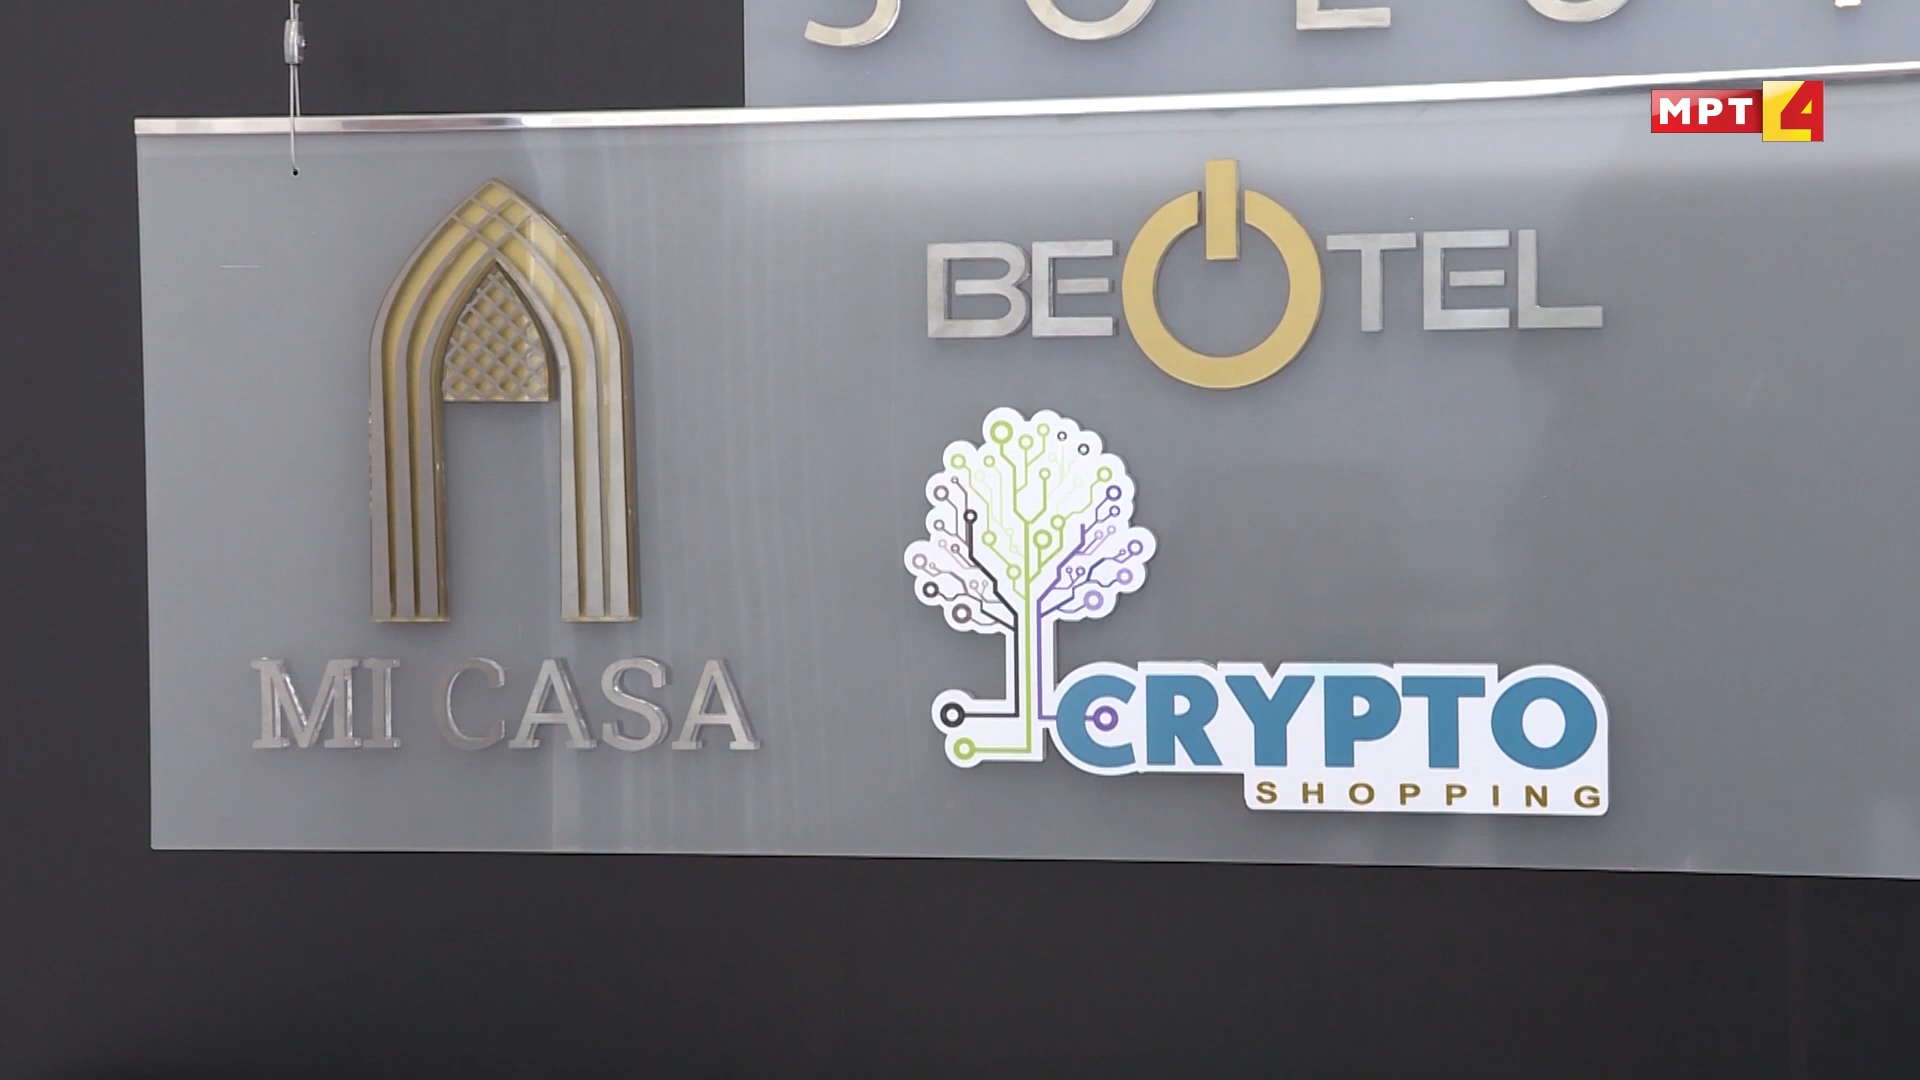 МРТ 4
BEOTEL
MI CASA
CRYPTO
SHOPPING